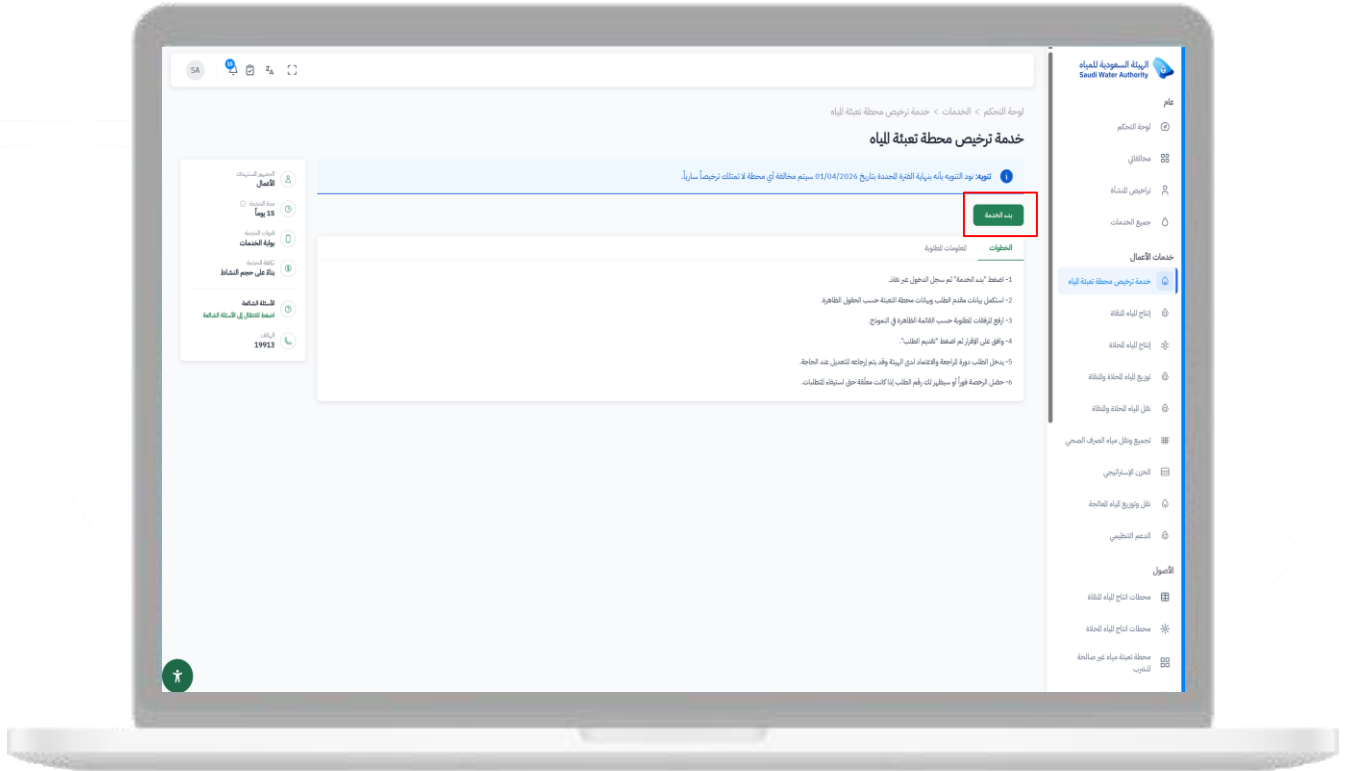 الهيئة السعودية للمياه
Saudi Water Authority
عام
لوحة التحكم
مخالفاتي
تراخيص المنشأة
جميع الخدمات
خدمات الأعمال
خدمة ترخيص محطة تعبئة المياه
إنتاج المياه المنقاة
إنتاج المياه المحلاة
توزيع المياه المحلاة والمنقاة
نقل المياه المحلاة والمنقاة
تجميع ونقل مياه الصرف الصحي
الخزن الإستراتيجي
نقل وتوزيع المياه المعالجة
الدعم التنظيمي
الأصول
محطات انتاج المياه المنقاة
محطات انتاج المياه المحلاة
محطة تعبئة مياه غير صالحة
للشرب
SA
لوحة التحكم > الخدمات > خدمة ترخيص محطة تعبئة المياه
خدمة ترخيص محطة تعبئة المياه
تنويه: نود التنويه بأنه بنهاية الفترة المحددة بتاريخ 01/04/2026 سيتم مخالفة أي محطة لا تمتلك ترخيصاً سارياً.
بدء الخدمة
الخطوات
المعلومات المطلوبة
1- اضغط "بدء الخدمة" ثم سجل الدخول عبر نفاذ.
2- استكمل بيانات مقدم الطلب وبيانات محطة التعبئة حسب الحقول الظاهرة.
3- ارفع المرفقات المطلوبة حسب القائمة الظاهرة في النموذج.
4- وافق على الإقرار ثم اضغط "تقديم الطلب".
5- يدخل الطلب دورة المراجعة والاعتماد لدى الهيئة وقد يتم إرجاعه للتعديل عند الحاجة.
6- حمّل الرخصة فوراً أو سيظهر لك رقم الطلب إذا كانت معلّقة حتى استيفاء المتطلبات.
الجمهور المستهدف
الأعمال
مدة الخدمة
15 يوماً
قنوات الخدمة
بوابة الخدمات
تكلفة الخدمة
بناءً على حجم النشاط
الأسئلة الشائعة
اضغط للانتقال إلى الأسئلة الشائعة
الهاتف
19913